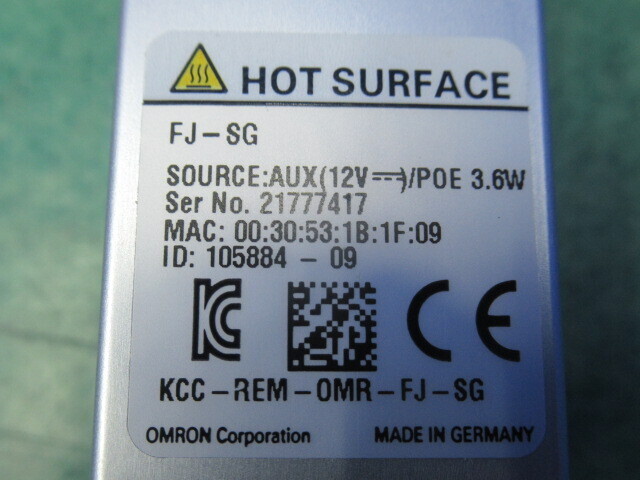 HOT SURFACE
FJ-SG
SOURCE:AUX(12V⎓)/POE 3.6W
Ser No. 21777417
MAC: 00:30:53:1B:1F:09
ID: 105884 - 09
KC CE
KCC-REM-OMR-FJ-SG
OMRON Corporation MADE IN GERMANY